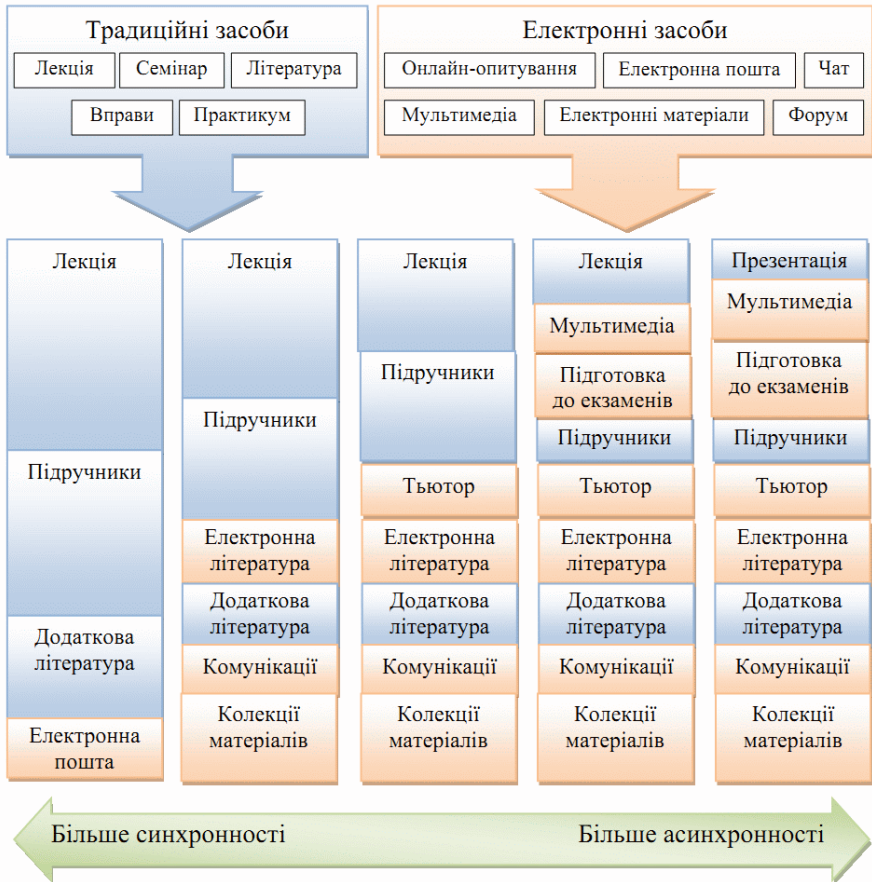 Традиційні засоби
Лекція
Семінар
Література
Вправи
Практикум
Електронні засоби
Онлайн-опитування
Електронна пошта
Чат
Мультимедіа
Електронні матеріали
Форум
Лекція
Підручники
Додаткова
література
Електронна
пошта
Лекція
Підручники
Електронна
література
Додаткова
література
Комунікації
Колекції
матеріалів
Лекція
Підручники
Тьютор
Електронна
література
Додаткова
література
Комунікації
Колекції
матеріалів
Лекція
Мультимедіа
Підготовка
до екзаменів
Підручники
Тьютор
Електронна
література
Додаткова
література
Комунікації
Колекції
матеріалів
Презентація
Мультимедіа
Підготовка
до екзаменів
Підручники
Тьютор
Електронна
література
Додаткова
література
Комунікації
Колекції
матеріалів
Більше синхронності
Більше асинхронності